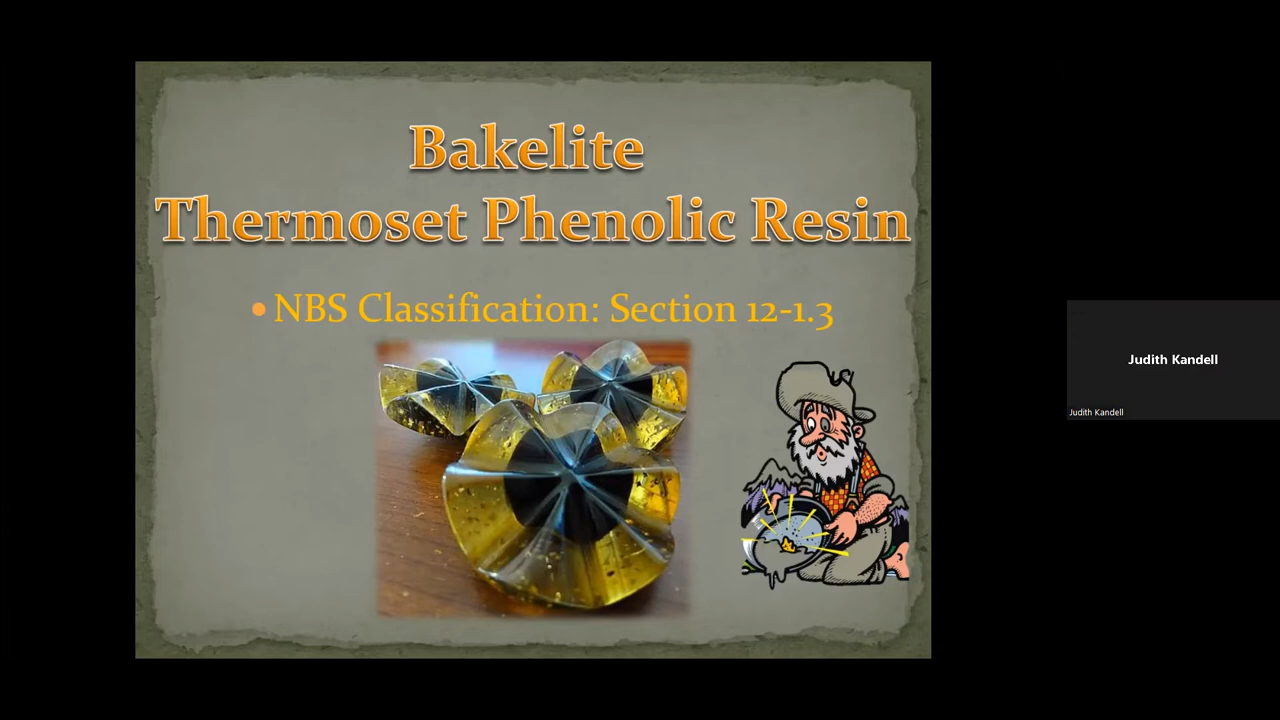 Bakelite
Thermoset Phenolic Resin
• NBS Classification: Section 12-1.3
Judith Kandell
Judith Kandell